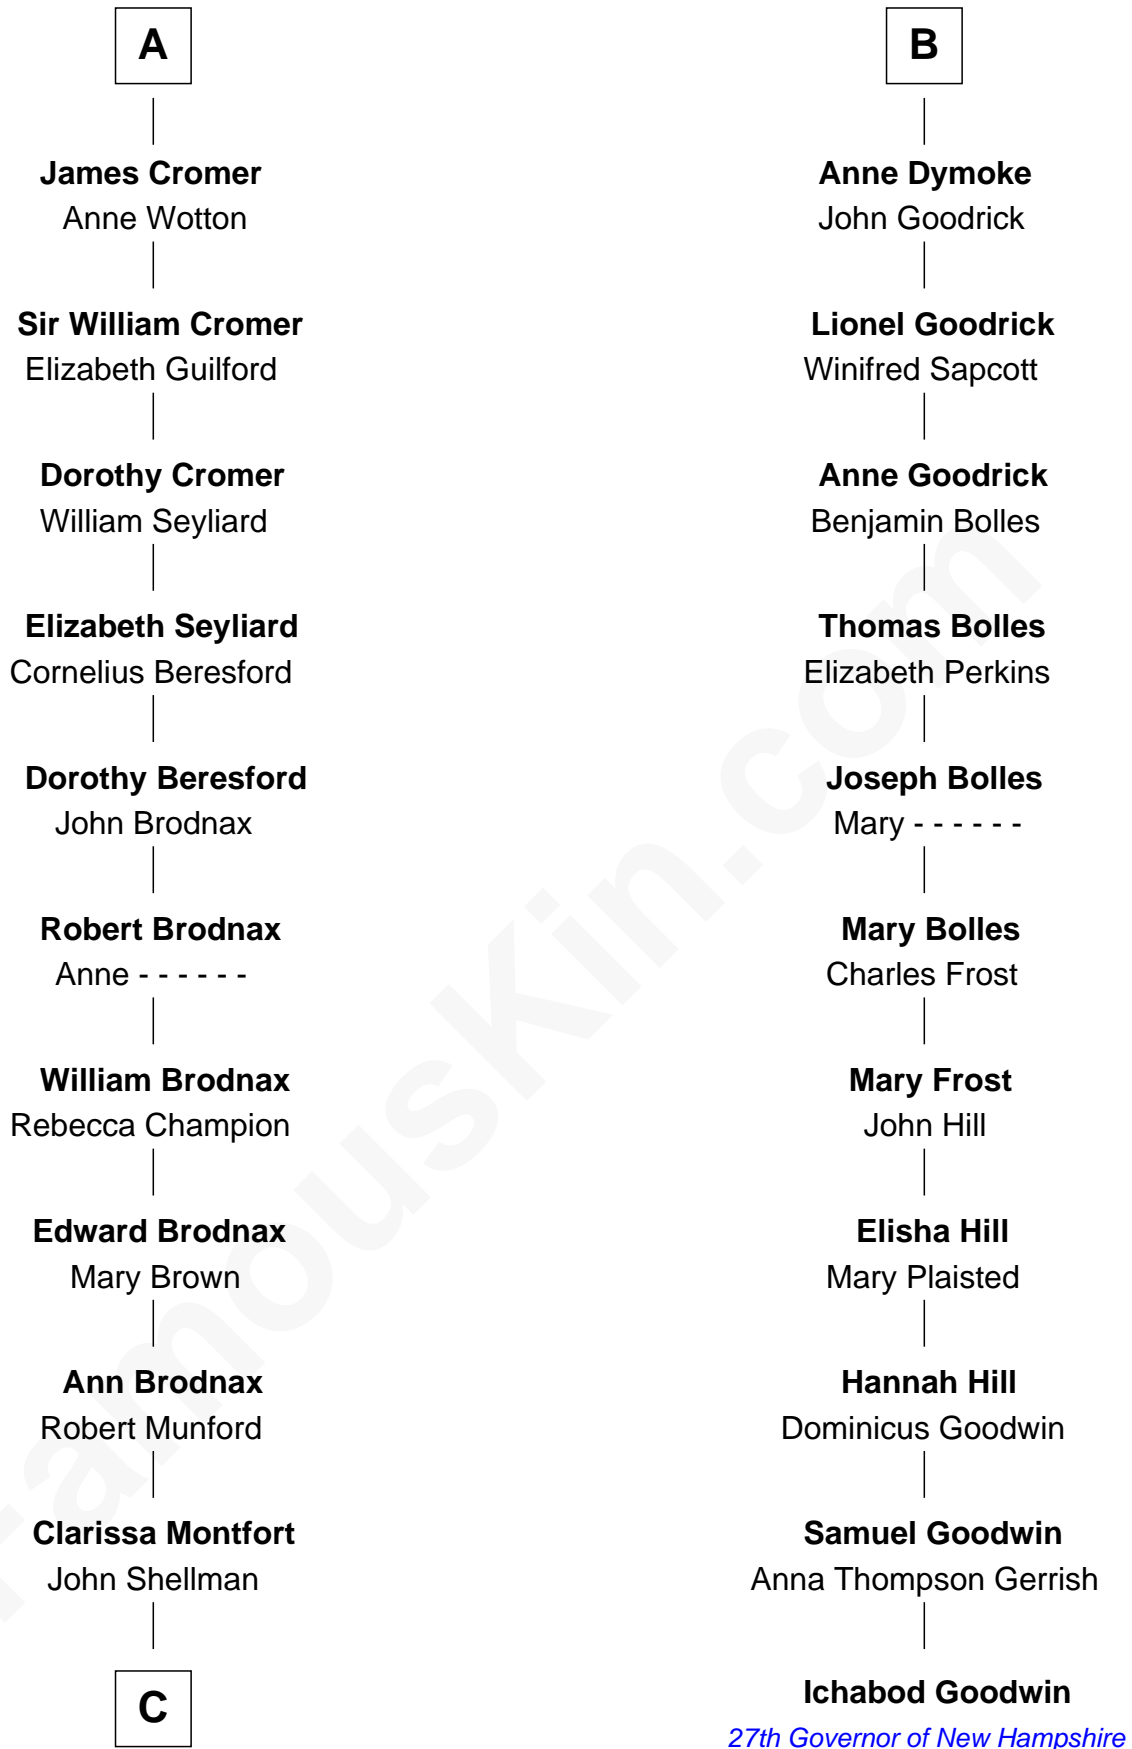 A
James Cromer
Anne Wotton
Sir William Cromer
Elizabeth Guilford
Dorothy Cromer
William Seyliard
Elizabeth Seyliard
Cornelius Beresford
Dorothy Beresford
John Brodnax
Robert Brodnax
Anne - - - - - -
William Brodnax
Rebecca Champion
Edward Brodnax
Mary Brown
Ann Brodnax
Robert Munford
Clarissa Montfort
John Shellman
C
B
Anne Dymoke
John Goodrick
Lionel Goodrick
Winifred Sapcott
Anne Goodrick
Benjamin Bolles
Thomas Bolles
Elizabeth Perkins
Joseph Bolles
Mary - - - - - -
Mary Bolles
Charles Frost
Mary Frost
John Hill
Elisha Hill
Mary Plaisted
Hannah Hill
Dominicus Goodwin
Samuel Goodwin
Anna Thompson Gerrish
Ichabod Goodwin
27th Governor of New Hampshire
FamousKin.com